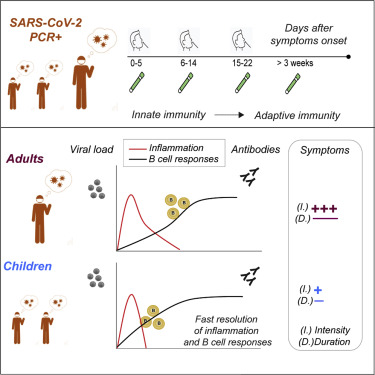 SARS-CoV-2
PCR+
Days after
symptoms onset
0-5
6-14
15-22
> 3 weeks
Innate immunity
Adaptive immunity
Adults
Viral load
Inflammation
B cell responses
Antibodies
Symptoms
B
B
B
(I.) +++
(D.)
Children
B
B
Fast resolution
of inflammation
and B cell responses
(I.) +
(D.)
(I.) Intensity
(D.)Duration